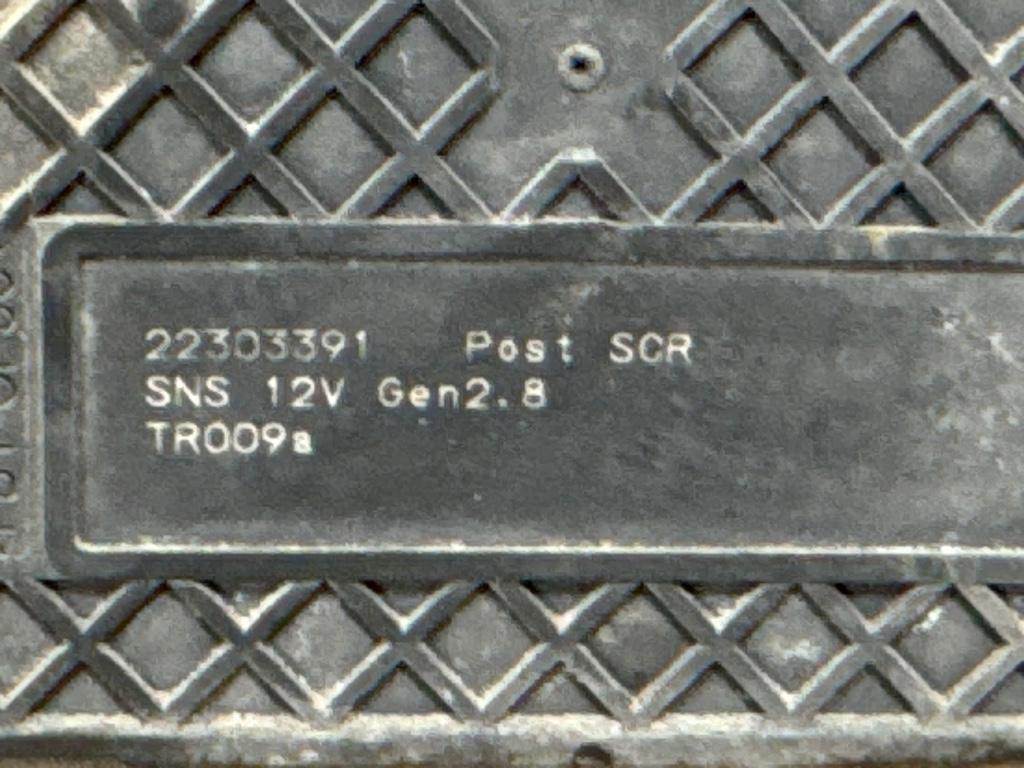 22303391 Post SCR
SNS 12V Gen2.8
TR009a